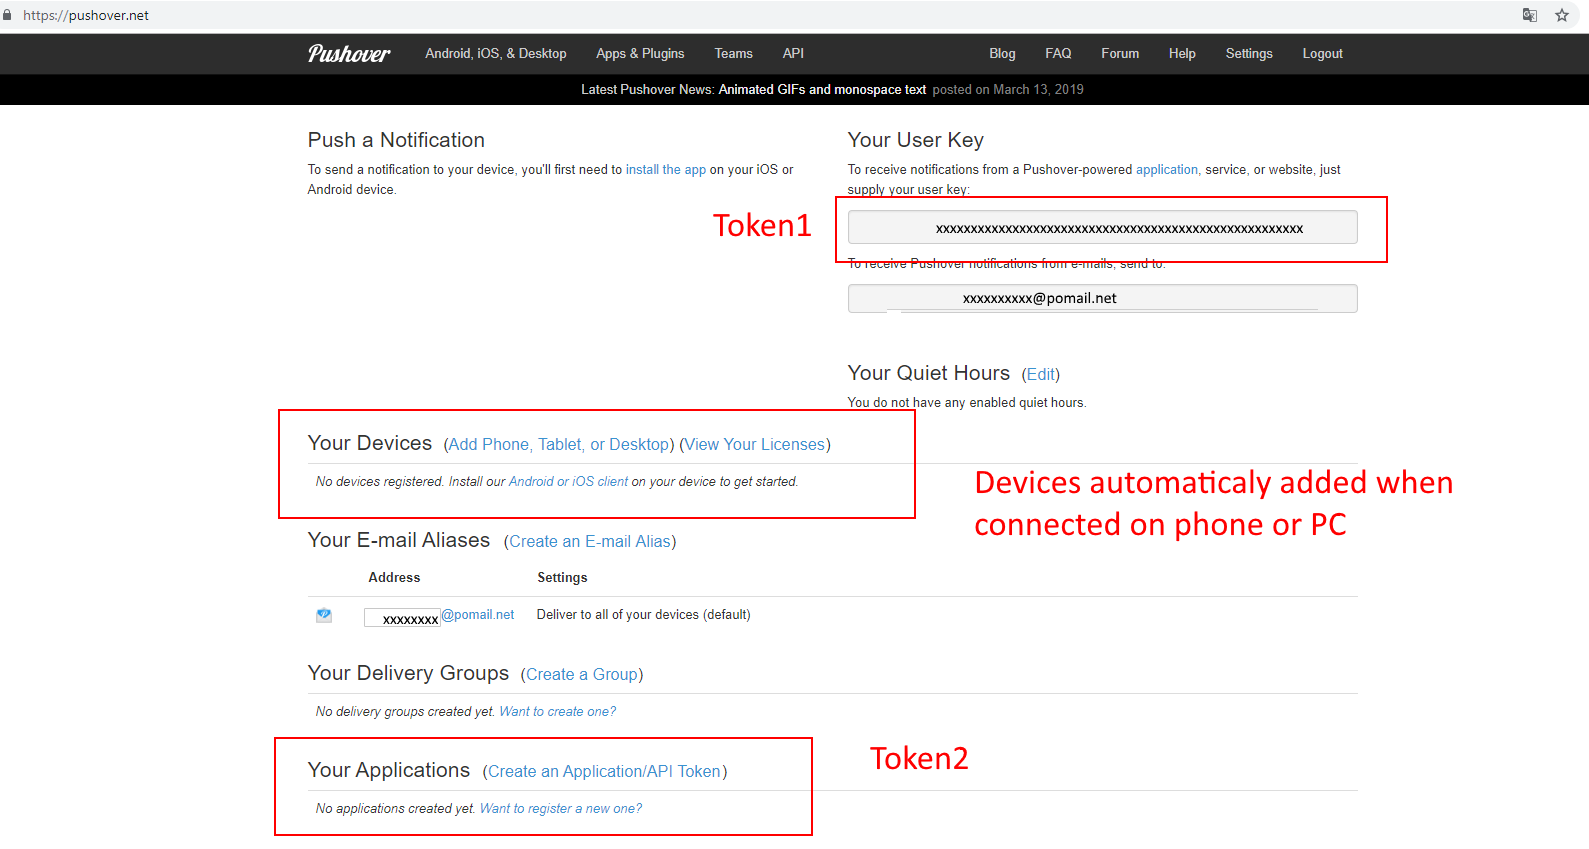 https://pushover.net
Pushover Android, iOS, & Desktop Apps & Plugins Teams API Blog FAQ Forum Help Settings Logout
Latest Pushover News: Animated GIFs and monospace text posted on March 13, 2019
Push a Notification
To send a notification to your device, you'll first need to install the app on your iOS or
Android device.
Your User Key
To receive notifications from a Pushover-powered application, service, or website, just
supply your user key:
Token1
xxxxxxxxxxxxxxxxxxxxxxxxxxxxxxxxxxxxxxxxxxxxxxxxxxxxx
To receive Pushover notifications from e-mails, send to:
xxxxxxxxxx@pomail.net
Your Quiet Hours (Edit)
You do not have any enabled quiet hours.
Your Devices (Add Phone, Tablet, or Desktop) (View Your Licenses)
No devices registered. Install our Android or iOS client on your device to get started.
Devices automaticaly added when
connected on phone or PC
Your E-mail Aliases (Create an E-mail Alias)
Address Settings
xxxxxxxx@pomail.net Deliver to all of your devices (default)
Your Delivery Groups (Create a Group)
No delivery groups created yet. Want to create one?
Your Applications (Create an Application/API Token)
Token2
No applications created yet. Want to register a new one?